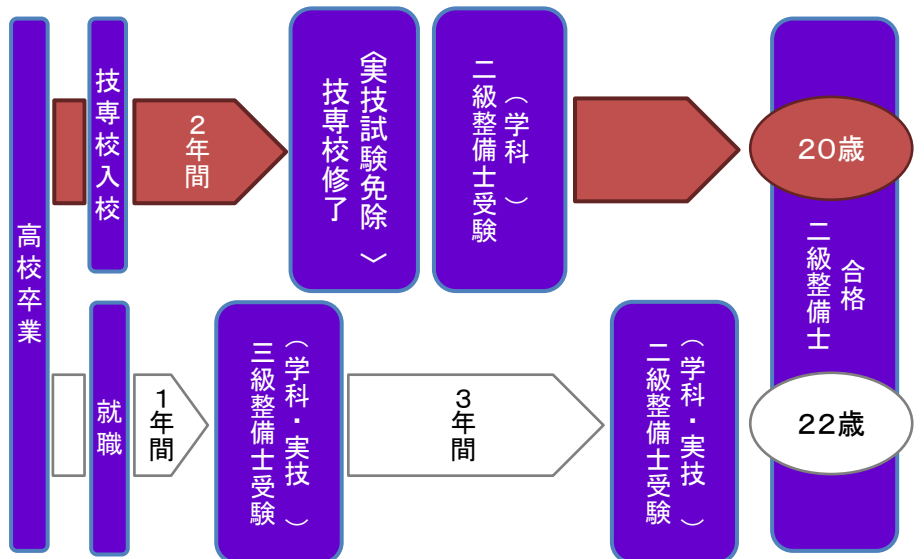 高校卒業
技専校入校
２年間
技専校修了
〈実技試験免除 〉
二級整備士受験
（学科 ）
20歳
就職
１年間
三級整備士受験
（学科・実技 ）
３年間
二級整備士受験
（学科・実技 ）
22歳
二級整備士
合格